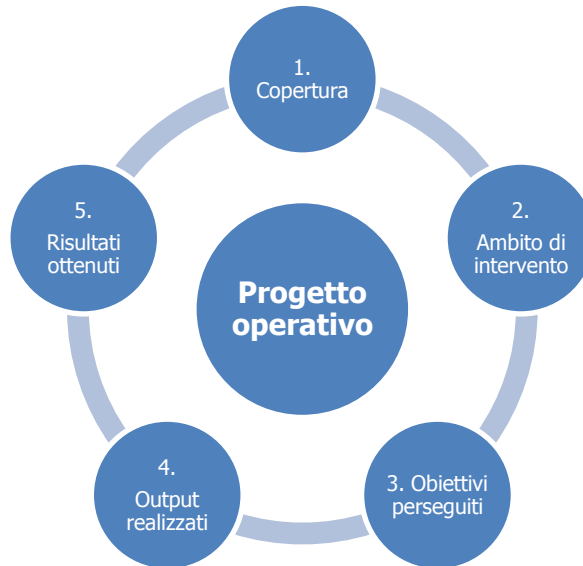 1.
Copertura
2.
Ambito di
intervento
3. Obiettivi
perseguiti
4.
Output
realizzati
5.
Risultati
ottenuti
Progetto
operativo